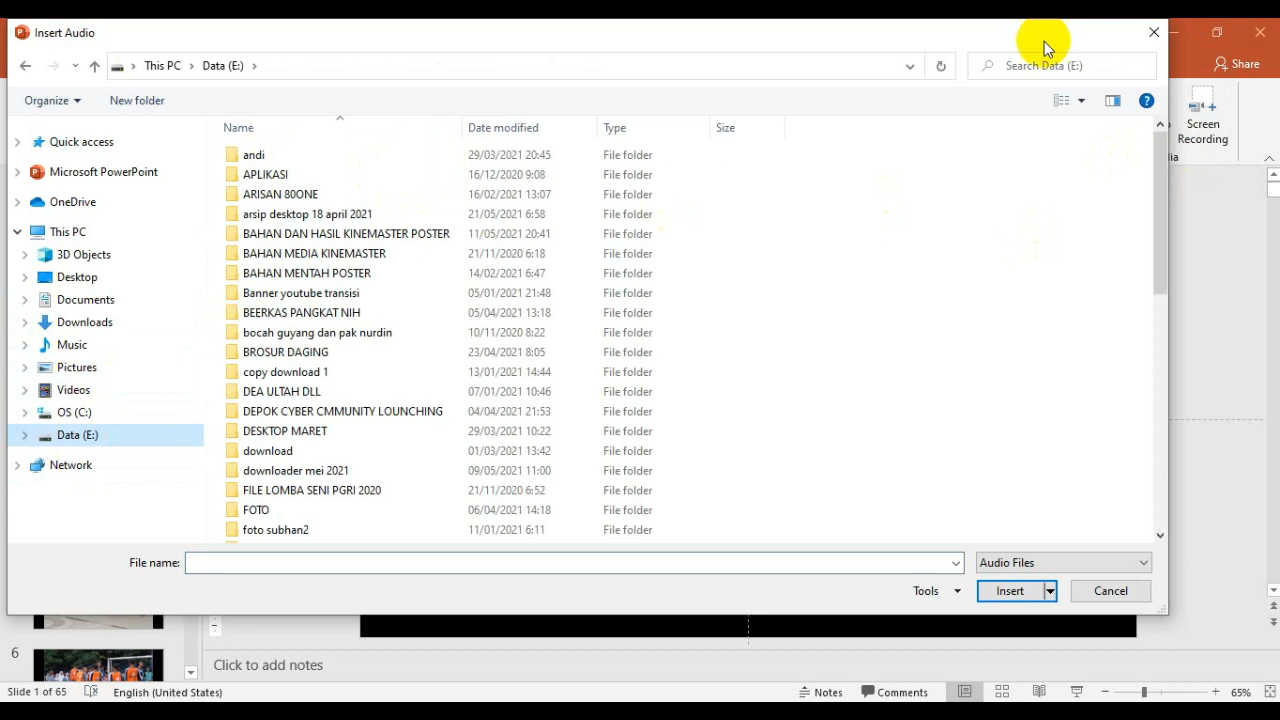 Insert Audio
This PC
Data (E:)
Search Data (E:)
Share
Organize
New folder
Screen
Recording
Name
Date modified
Type
Size
Quick access
Microsoft PowerPoint
OneDrive
This PC
3D Objects
Desktop
Documents
Downloads
Music
Pictures
Videos
OS (C:)
Data (E:)
Network
andi 29/03/2021 20:45 File folder
APLIKASI 16/12/2020 9:08 File folder
ARISAN 80ONE 16/02/2021 13:07 File folder
arsip desktop 18 april 2021 21/05/2021 6:58 File folder
BAHAN DAN HASIL KINEMASTER POSTER 11/05/2021 20:41 File folder
BAHAN MEDIA KINEMASTER 21/11/2020 6:18 File folder
BAHAN MENTAH POSTER 14/02/2021 6:47 File folder
Banner youtube transisi 05/01/2021 21:48 File folder
BEERKAS PANGKAT NIH 05/04/2021 13:18 File folder
bocah guyang dan pak nurdin 10/11/2020 8:22 File folder
BROSUR DAGING 23/04/2021 8:05 File folder
copy download 1 13/01/2021 14:44 File folder
DEA ULTAH DLL 07/01/2021 10:46 File folder
DEPOK CYBER CMMUNITY LOUNCHING 04/04/2021 21:53 File folder
DESKTOP MARET 29/03/2021 10:22 File folder
download 01/03/2021 13:42 File folder
downloader mei 2021 09/05/2021 11:00 File folder
FILE LOMBA SENI PGRI 2020 21/11/2020 6:52 File folder
FOTO 06/04/2021 14:18 File folder
foto subhan2 11/01/2021 6:11 File folder
File name:
Audio Files
Tools
Insert
Cancel
6
Click to add notes
Slide 1 of 65
English (United States)
Notes
Comments
65%